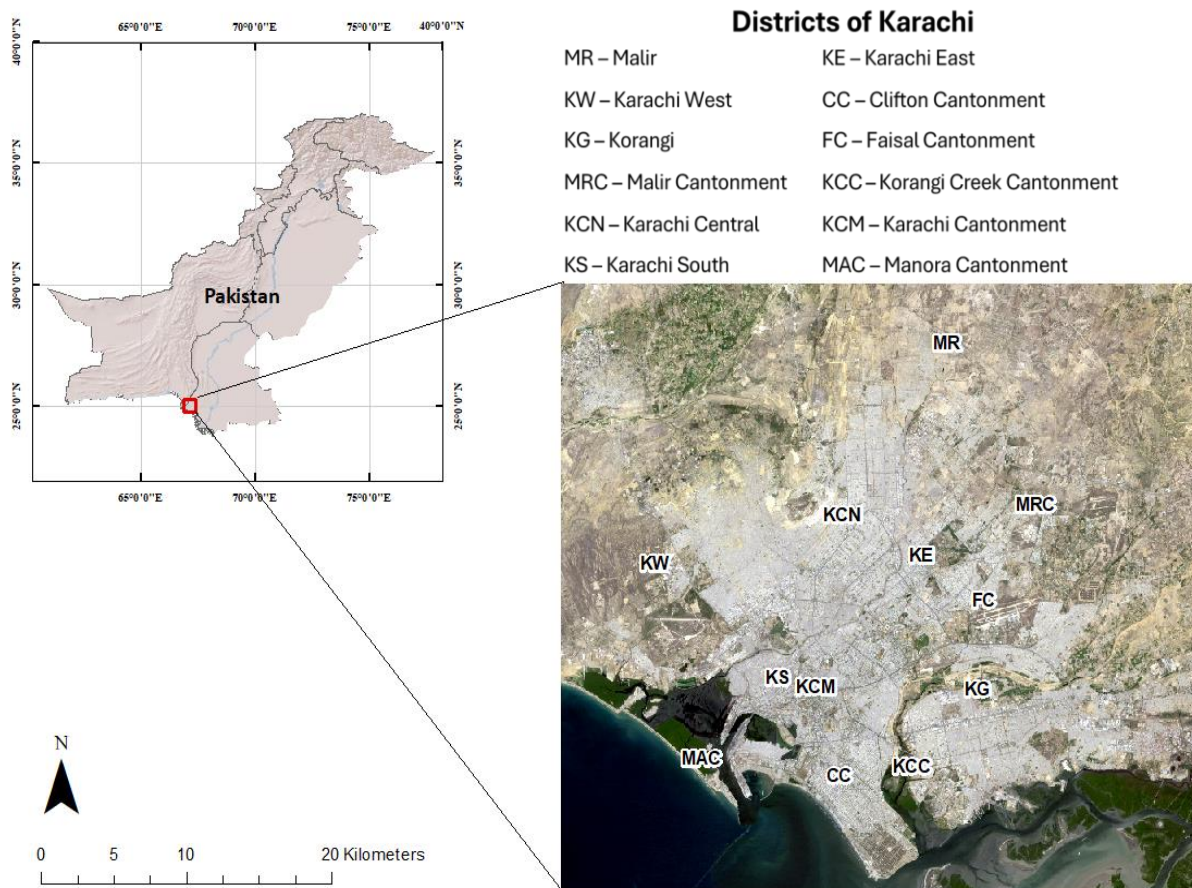 Districts of Karachi
MR – Malir
KE – Karachi East
KW – Karachi West
CC – Clifton Cantonment
KG – Korangi
FC – Faisal Cantonment
MRC – Malir Cantonment
KCC – Korangi Creek Cantonment
KCN – Karachi Central
KCM – Karachi Cantonment
KS – Karachi South
MAC – Manora Cantonment
65°0'0"E 70°0'0"E 75°0'0"E 40°0'0"N
40°0'0"N
35°0'0"N 35°0'0"N
30°0'0"N 30°0'0"N
25°0'0"N 25°0'0"N
Pakistan
65°0'0"E 70°0'0"E 75°0'0"E
MR
MRC
KCN
KE
KW
FC
KS
KCM
KG
MAC
CC
KCC
N
0 5 10 20 Kilometers